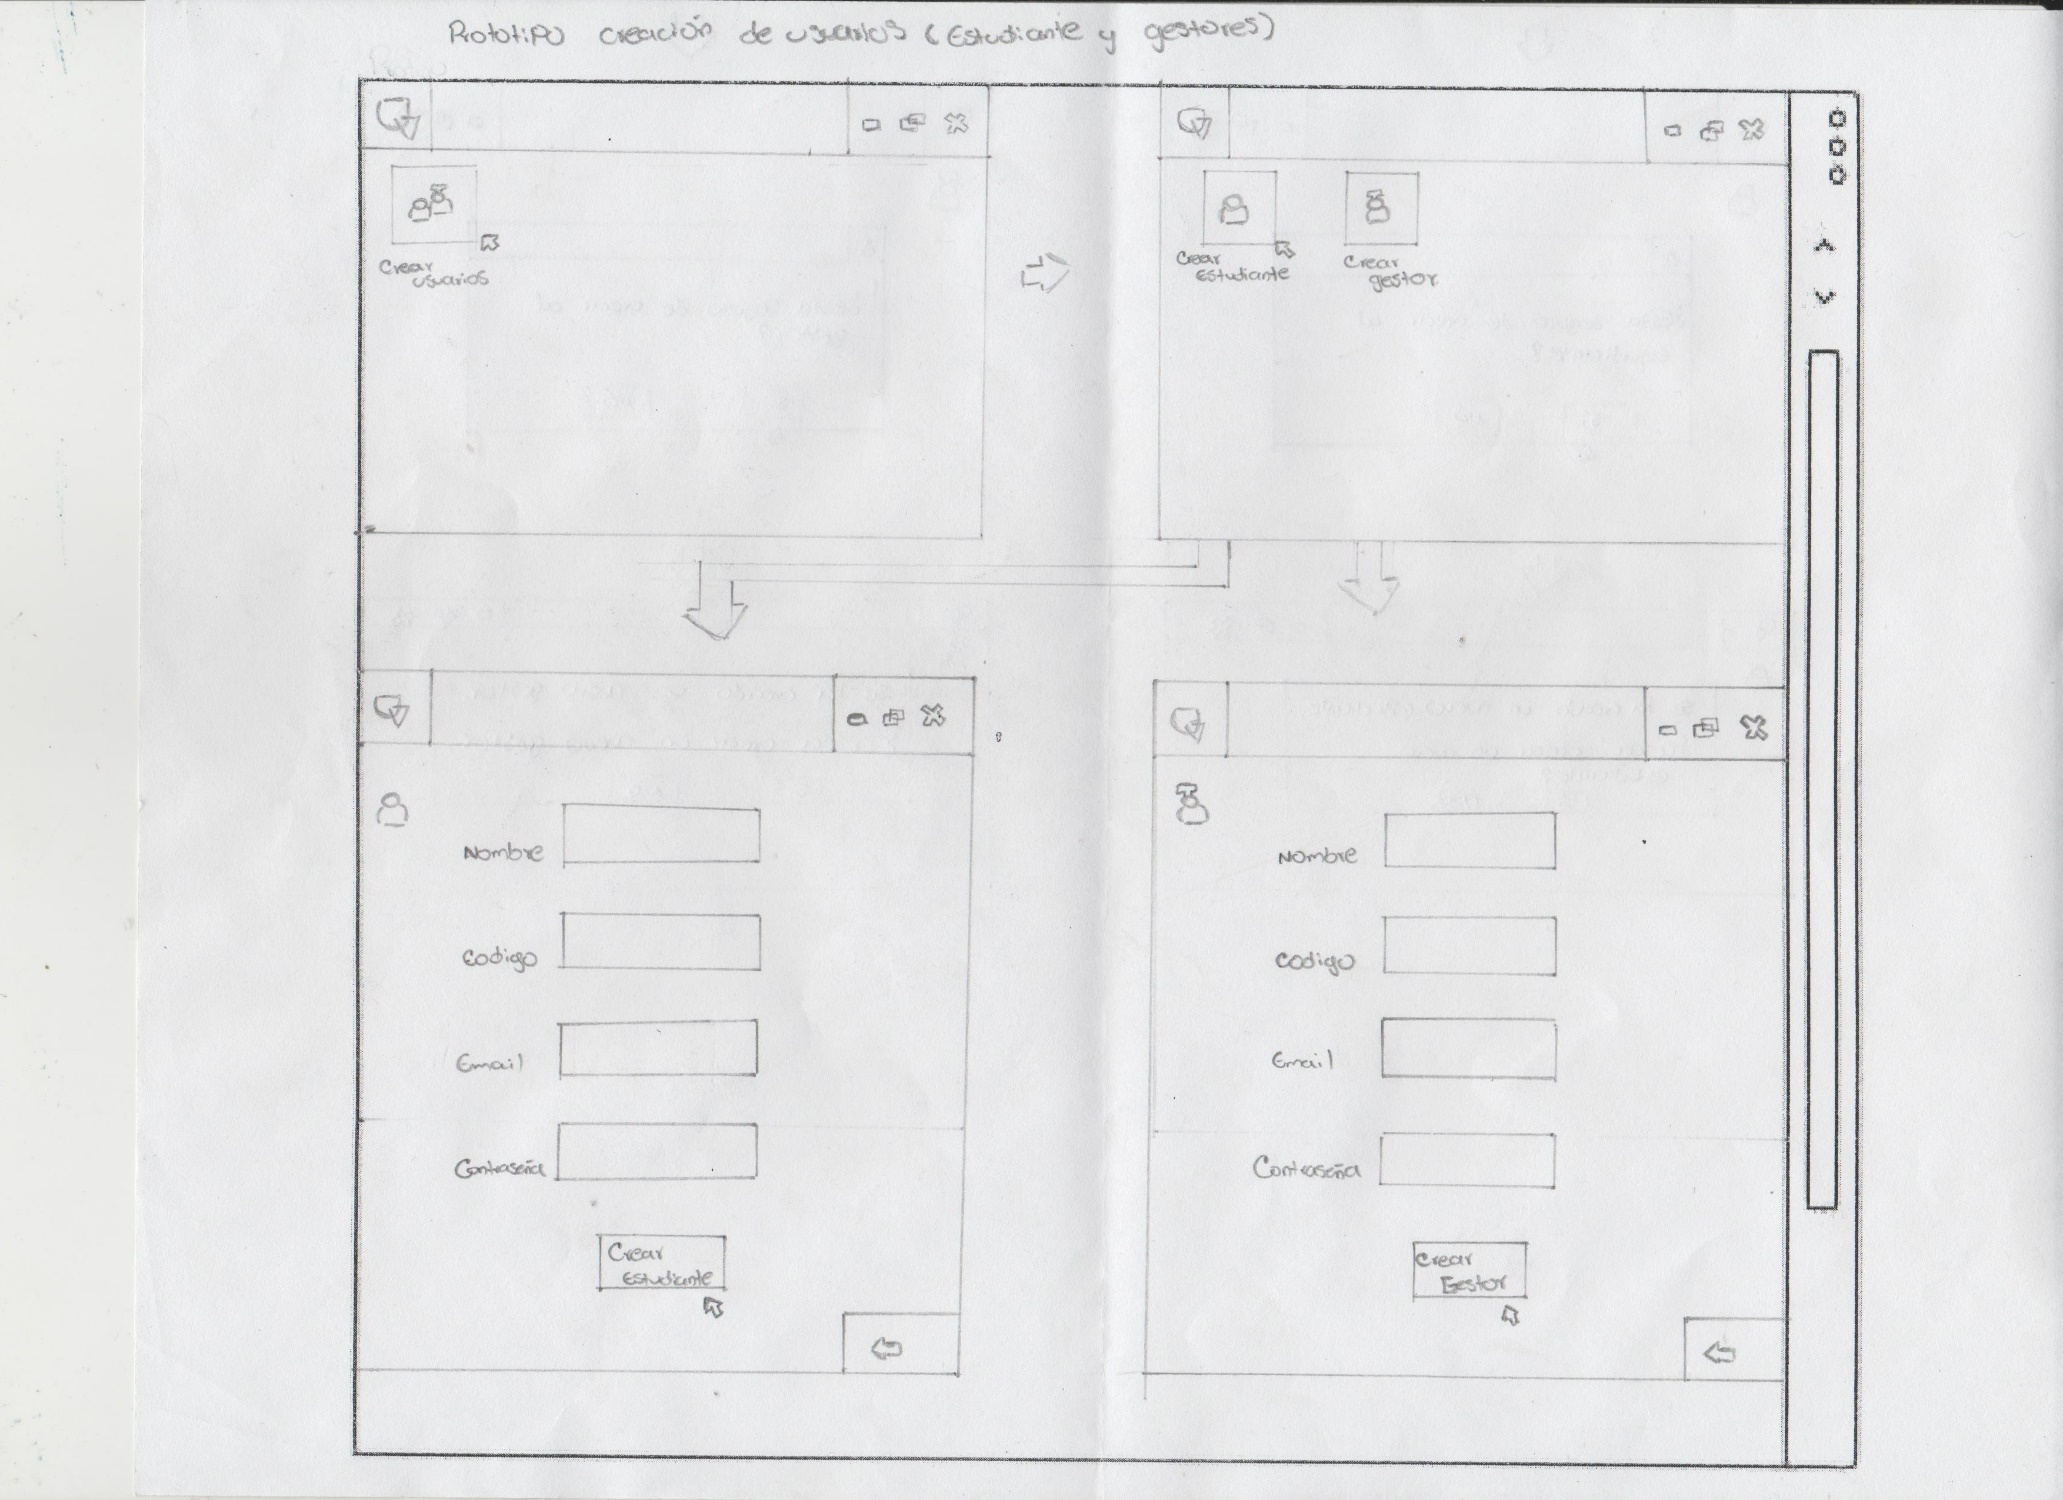 Prototipo creación de usuarios (Estudiante y gestores)
Crear
usuarios
Crear
Estudiante
Crear
gestor
Nombre
Codigo
Email
Contraseña
Crear
Estudiante
Nombre
Codigo
Email
Contraseña
Crear
Gestor